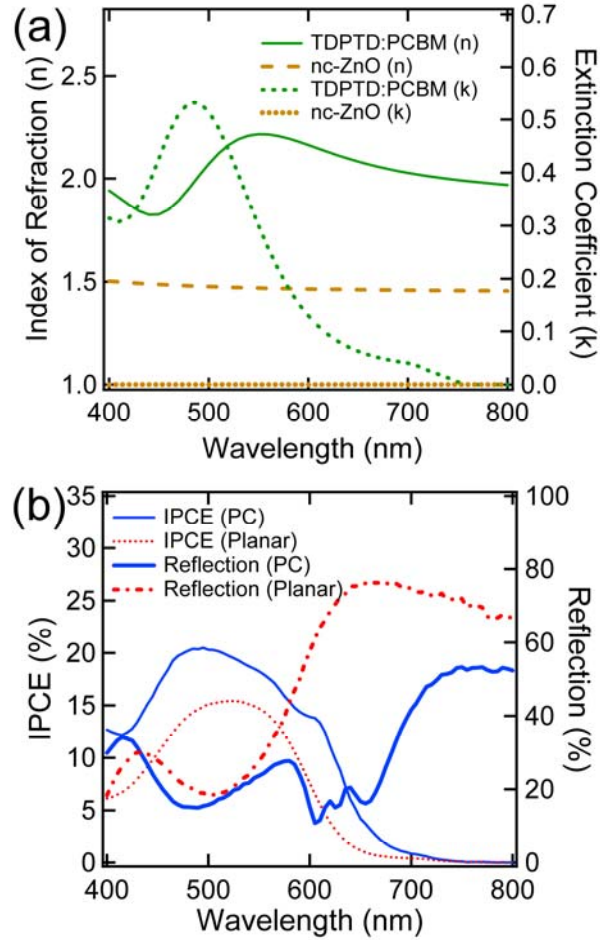 (a)
TDPTD:PCBM (n)
nc-ZnO (n)
TDPTD:PCBM (k)
nc-ZnO (k)
Index of Refraction (n)
2.5
2.0
1.5
1.0
Extinction Coefficient (k)
0.7
0.6
0.5
0.4
0.3
0.2
0.1
0.0
400 500 600 700 800
Wavelength (nm)
(b)
IPCE (PC)
IPCE (Planar)
Reflection (PC)
Reflection (Planar)
IPCE (%)
35
30
25
20
15
10
5
0
Reflection (%)
100
80
60
40
20
0
400 500 600 700 800
Wavelength (nm)